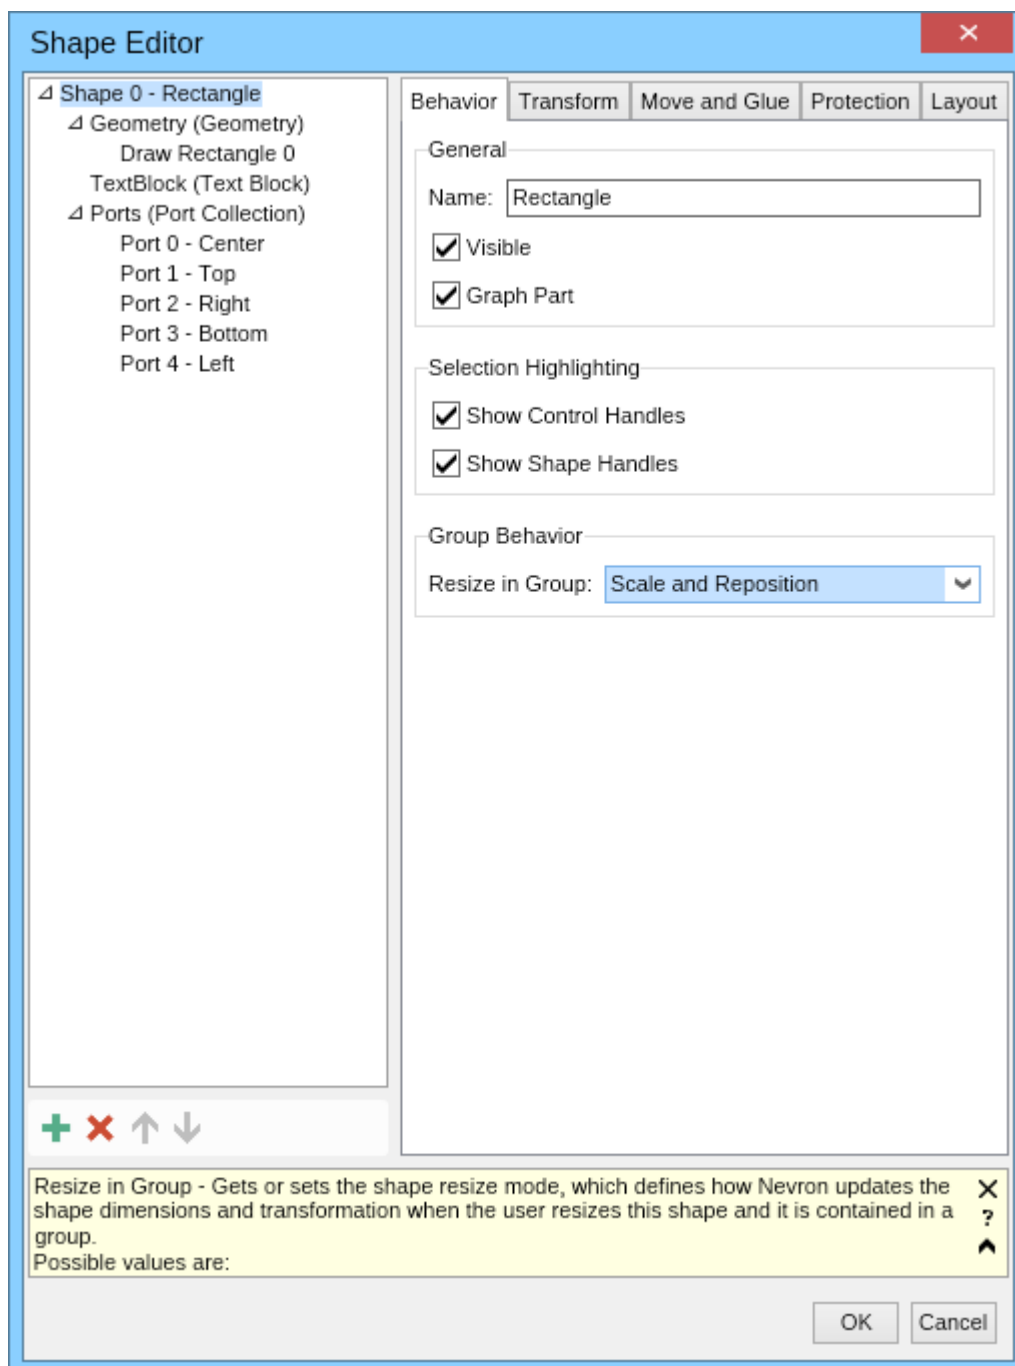 Shape Editor
Shape 0 - Rectangle
Geometry (Geometry)
Draw Rectangle 0
TextBlock (Text Block)
Ports (Port Collection)
Port 0 - Center
Port 1 - Top
Port 2 - Right
Port 3 - Bottom
Port 4 - Left
Behavior Transform Move and Glue Protection Layout
General
Name: Rectangle
Visible
Graph Part
Selection Highlighting
Show Control Handles
Show Shape Handles
Group Behavior
Resize in Group: Scale and Reposition
Resize in Group - Gets or sets the shape resize mode, which defines how Nevron updates the
shape dimensions and transformation when the user resizes this shape and it is contained in a
group.
Possible values are:
?
OK Cancel